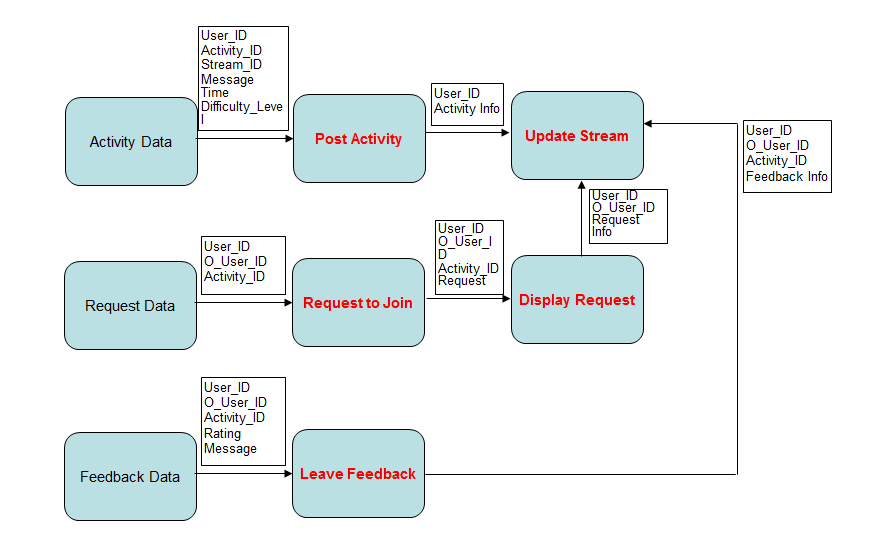 User_ID
Activity_ID
Stream_ID
Message
Time
Difficulty_Leve
l
Activity Data
Post Activity
User_ID
Activity Info
Update Stream
User_ID
O_User_ID
Activity_ID
Feedback Info
User_ID
O_User_ID
Request
Info
User_ID
O_User_ID
Activity_ID
Request Data
Request to Join
User_ID
O_User_I
D
Activity_ID
Request
Display Request
User_ID
O_User_ID
Activity_ID
Rating
Message
Feedback Data
Leave Feedback